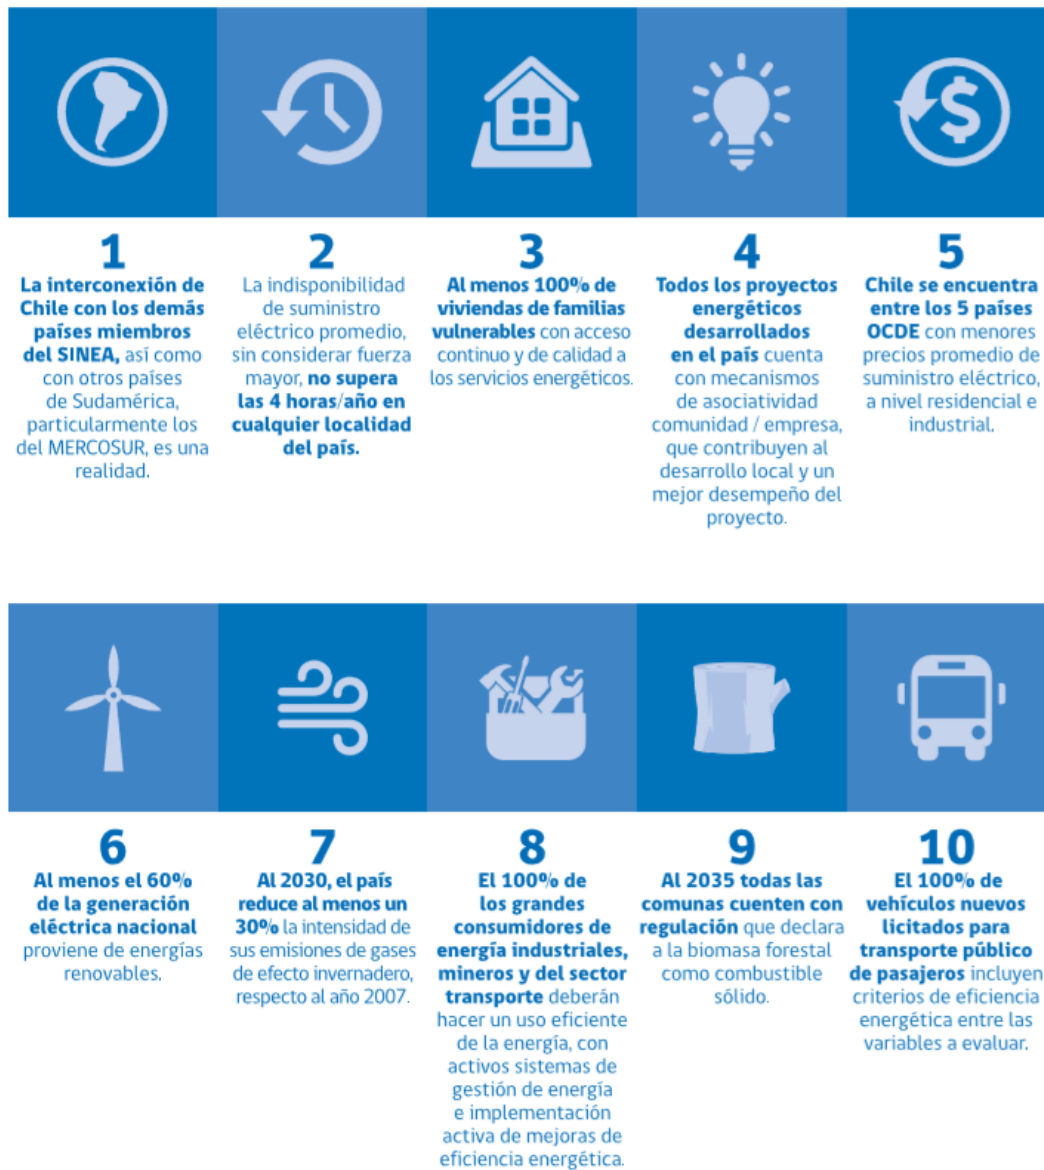 1
La interconexión de
Chile con los demás
países miembros
del SINEA, así como
con otros países
de Sudamérica,
particularmente los
del MERCOSUR, es una
realidad.
2
La indisponibilidad
de suministro
eléctrico promedio,
sin considerar fuerza
mayor, no supera
las 4 horas/año en
cualquier localidad
del país.
3
Al menos 100% de
viviendas de familias
vulnerables con acceso
continuo y de calidad a
los servicios energéticos.
4
Todos los proyectos
energéticos
desarrollados
en el país cuenta
con mecanismos
de asociatividad
comunidad / empresa,
que contribuyen al
desarrollo local y un
mejor desempeño del
proyecto.
5
Chile se encuentra
entre los 5 países
OCDE con menores
precios promedio de
suministro eléctrico,
a nivel residencial e
industrial.
6
Al menos el 60%
de la generación
eléctrica nacional
proviene de energías
renovables.
7
Al 2030, el país
reduce al menos un
30% la intensidad de
sus emisiones de gases
de efecto invernadero,
respecto al año 2007.
8
El 100% de
los grandes
consumidores de
energía industriales,
mineros y del sector
transporte deberán
hacer un uso eficiente
de la energía, con
activos sistemas de
gestión de energía
e implementación
activa de mejoras de
eficiencia energética.
9
Al 2035 todas las
comunas cuenten con
regulación que declara
a la biomasa forestal
como combustible
sólido.
10
El 100% de
vehículos nuevos
licitados para
transporte público
de pasajeros incluyen
criterios de eficiencia
energética entre las
variables a evaluar.